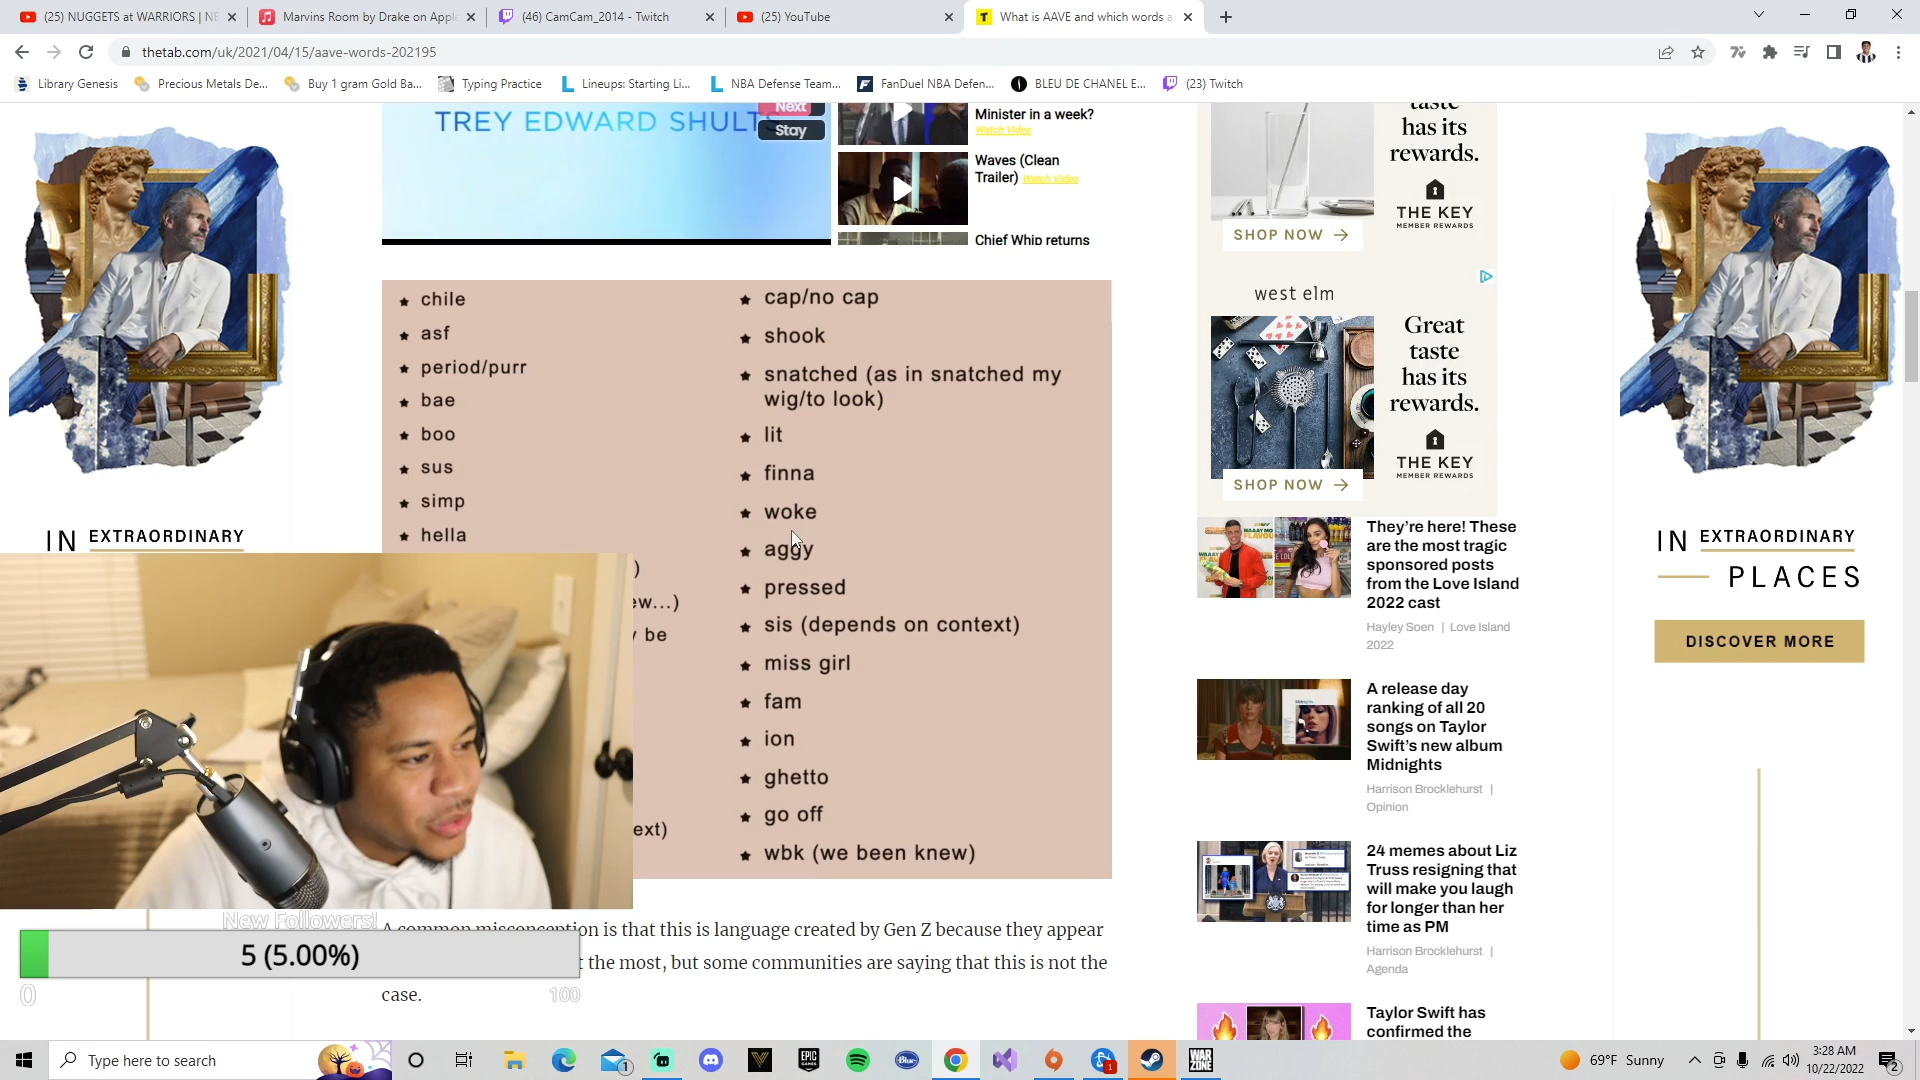 (25) NUGGETS at WARRIORS | NE
Marvins Room by Drake on Appl
(46) CamCam_2014 - Twitch
(25) YouTube
What is AAVE and which words a
thetab.com/uk/2021/04/15/aave-words-202195
Library Genesis
Precious Metals De...
Buy 1 gram Gold Ba...
Typing Practice
Lineups: Starting Li...
NBA Defense Team...
FanDuel NBA Defen...
BLEU DE CHANEL E...
(23) Twitch
TREY EDWARD SHULTS
Next
Stay
Minister in a week?
Watch Video
Waves (Clean
Trailer) Watch Video
Chief Whip returns
chile
asf
period/purr
bae
boo
sus
simp
hella
)
ew...)
y be
ext)
cap/no cap
shook
snatched (as in snatched my
wig/to look)
lit
finna
woke
aggy
pressed
sis (depends on context)
miss girl
fam
ion
ghetto
go off
wbk (we been knew)
A common misconception is that this is language created by Gen Z because they appear
t the most, but some communities are saying that this is not the
case.
New Followers!
5 (5.00%)
0
100
IN EXTRAORDINARY
taste
has its
rewards.
THE KEY
MEMBER REWARDS
SHOP NOW
west elm
Great
taste
has its
rewards.
THE KEY
MEMBER REWARDS
SHOP NOW
They're here! These
are the most tragic
sponsored posts
from the Love Island
2022 cast
Hayley Soen | Love Island
2022
A release day
ranking of all 20
songs on Taylor
Swift's new album
Midnights
Harrison Brocklehurst |
Opinion
24 memes about Liz
Truss resigning that
will make you laugh
for longer than her
time as PM
Harrison Brocklehurst |
Agenda
Taylor Swift has
confirmed the
IN EXTRAORDINARY
PLACES
DISCOVER MORE
Type here to search
69°F Sunny
3:28 AM
10/22/2022